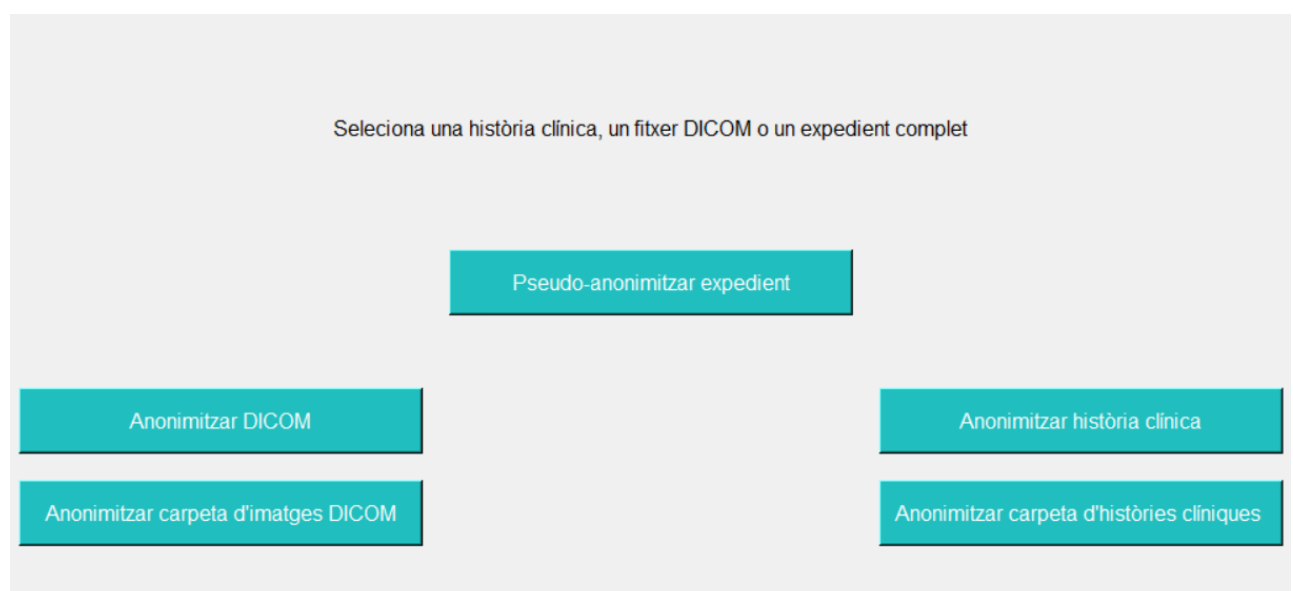 Seleciona una història clínica, un fitxer DICOM o un expedient complet
Pseudo-anonimitzar expedient
Anonimitzar DICOM
Anonimitzar història clínica
Anonimitzar carpeta d'imatges DICOM
Anonimitzar carpeta d'històries clíniques